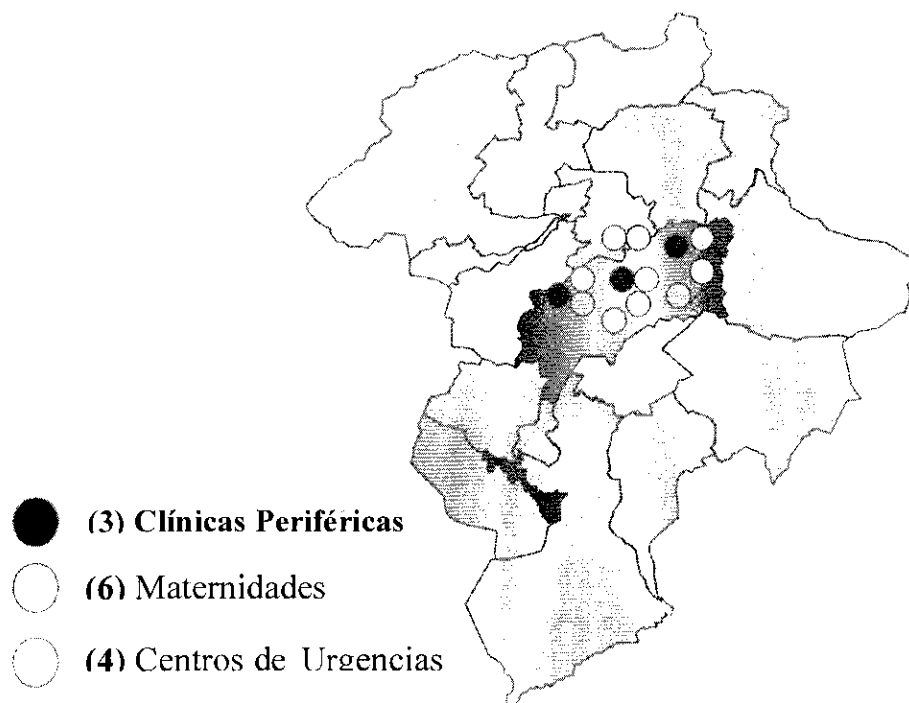 (3) Clínicas Periféricas
(6) Maternidades
(4) Centros de Urgencias